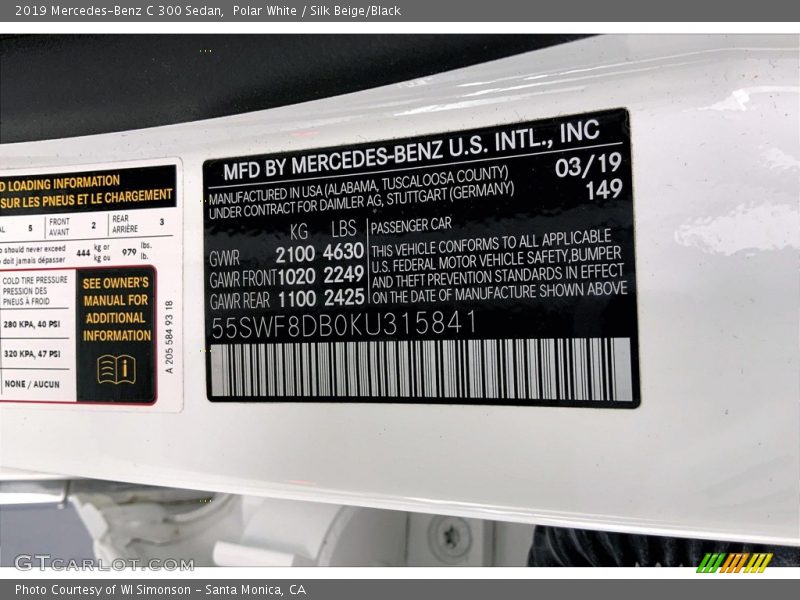 2019 Mercedes-Benz C 300 Sedan,  Polar White / Silk Beige/Black
LOADING INFORMATION
SUR LES PNEUS ET LE CHARGEMENT
5 FRONT AVANT 2 REAR ARRIÈRE 3
should never exceed
doit jamais dépasser 444 kg or kg ou 979 lbs. lb.
COLD TIRE PRESSURE
PRESSION DES
PNEUS À FROID
280 KPA, 40 PSI
320 KPA, 47 PSI
NONE / AUCUN
SEE OWNER'S
MANUAL FOR
ADDITIONAL
INFORMATION
A 205 584 93 18
MFD BY MERCEDES-BENZ U.S. INTL., INC
MANUFACTURED IN USA (ALABAMA, TUSCALOOSA COUNTY) 03/19
UNDER CONTRACT FOR DAIMLER AG, STUTTGART (GERMANY) 149
KG LBS PASSENGER CAR
GVWR 2100 4630
GAWR FRONT 1020 2249
GAWR REAR 1100 2425
THIS VEHICLE CONFORMS TO ALL APPLICABLE
U.S. FEDERAL MOTOR VEHICLE SAFETY,BUMPER
AND THEFT PREVENTION STANDARDS IN EFFECT
ON THE DATE OF MANUFACTURE SHOWN ABOVE
55SWF8DB0KU315841
GTCARLOT.COM
Photo Courtesy of WI Simonson - Santa Monica, CA